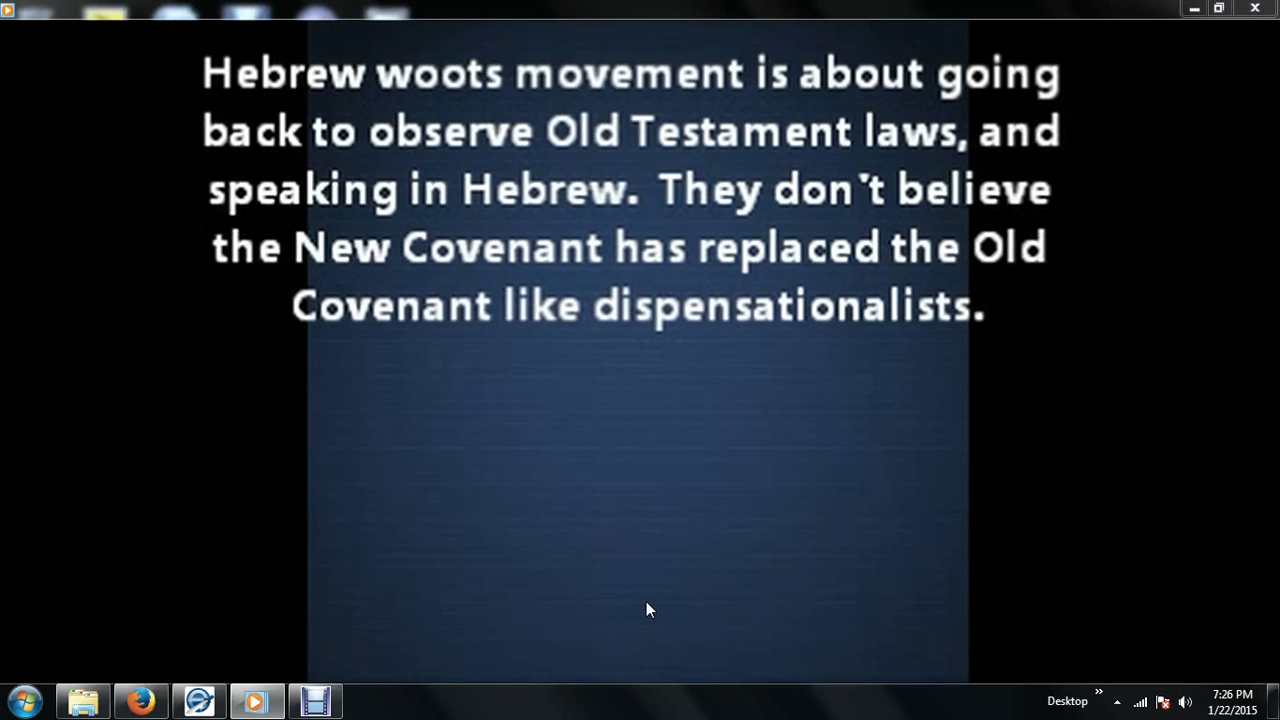 Hebrew woots movement is about going
back to observe Old Testament laws, and
speaking in Hebrew. They don't believe
the New Covenant has replaced the Old
Covenant like dispensationalists.
Desktop
»
7:26 PM
1/22/2015